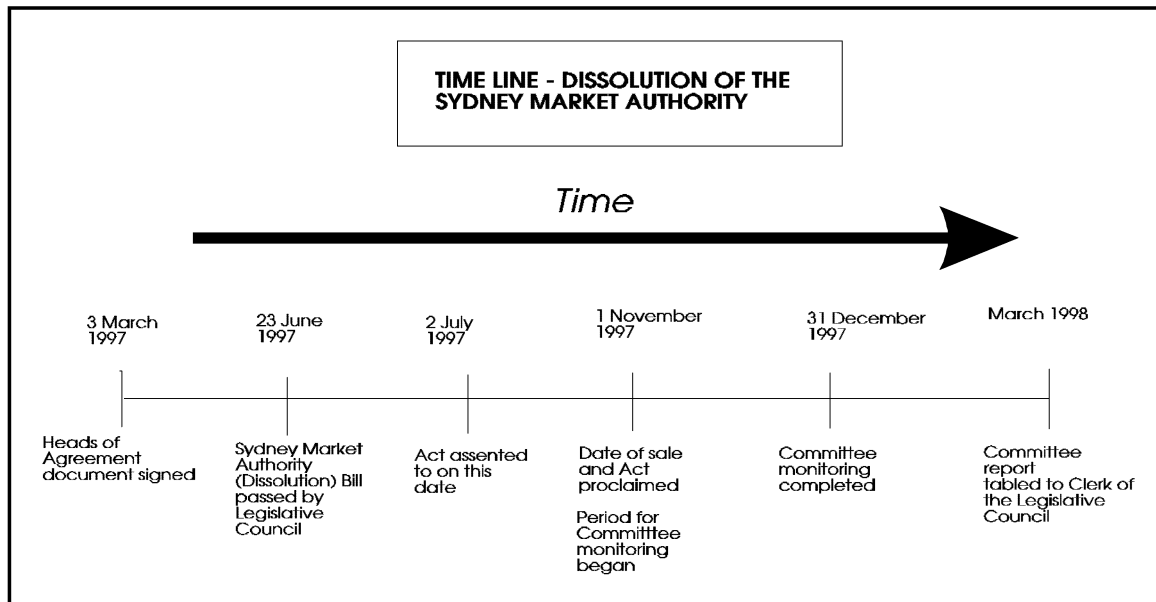 TIME LINE - DISSOLUTION OF THE
SYDNEY MARKET AUTHORITY
Time
3 March
1997
23 June
1997
2 July
1997
1 November
1997
31 December
1997
March 1998
Heads of
Agreement
document signed
Sydney Market
Authority
(Dissolution) Bill
passed by
Legislative
Council
Act assented
to on this
date
Date of sale
and Act
proclaimed
Period for
Committtee
monitoring
began
Committee
monitoring
completed
Committee
report
tabled to Clerk of
the Legislative
Council